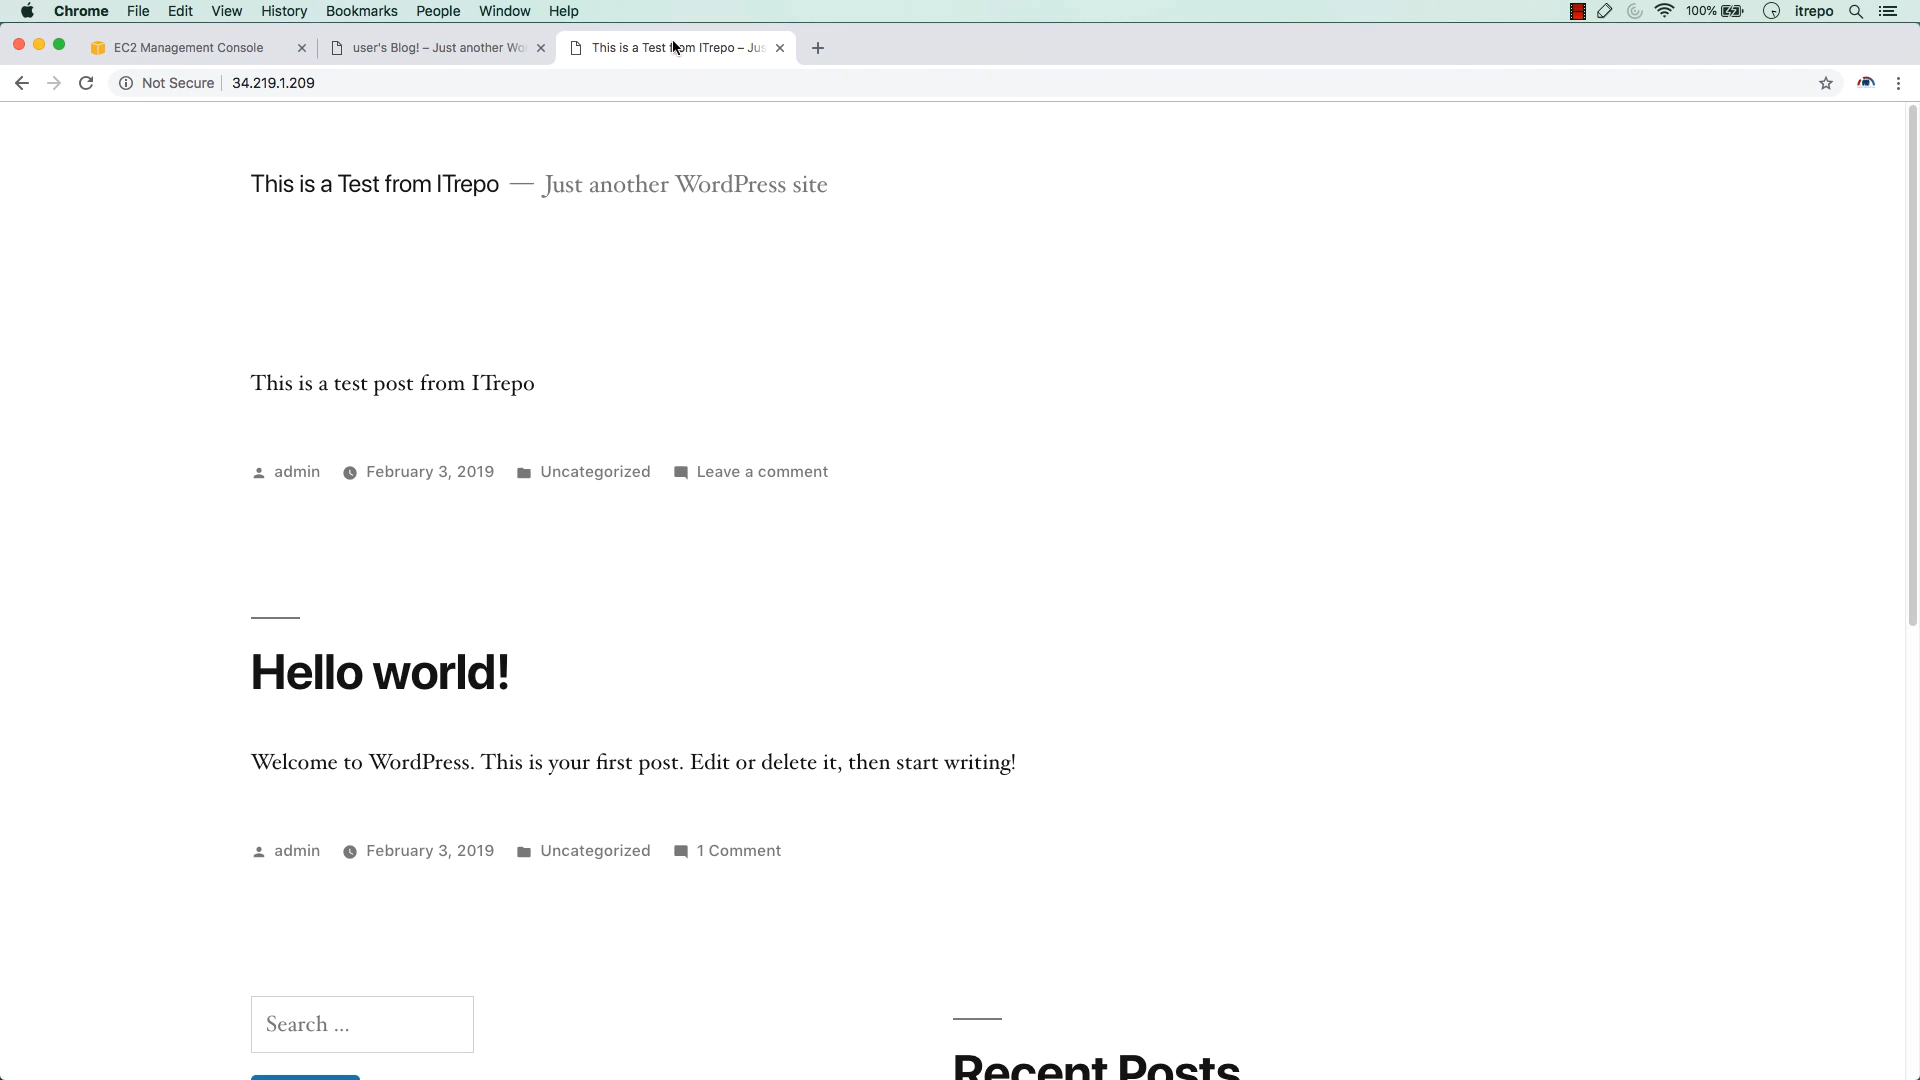 Chrome File Edit View History Bookmarks People Window Help 100% itrepo
EC2 Management Console user's Blog! – Just another Wo This is a Test from ITrepo – Jus
Not Secure 34.219.1.209
This is a Test from ITrepo — Just another WordPress site
This is a test post from ITrepo
admin February 3, 2019 Uncategorized Leave a comment
Hello world!
Welcome to WordPress. This is your first post. Edit or delete it, then start writing!
admin February 3, 2019 Uncategorized 1 Comment
Search ...
Recent Posts